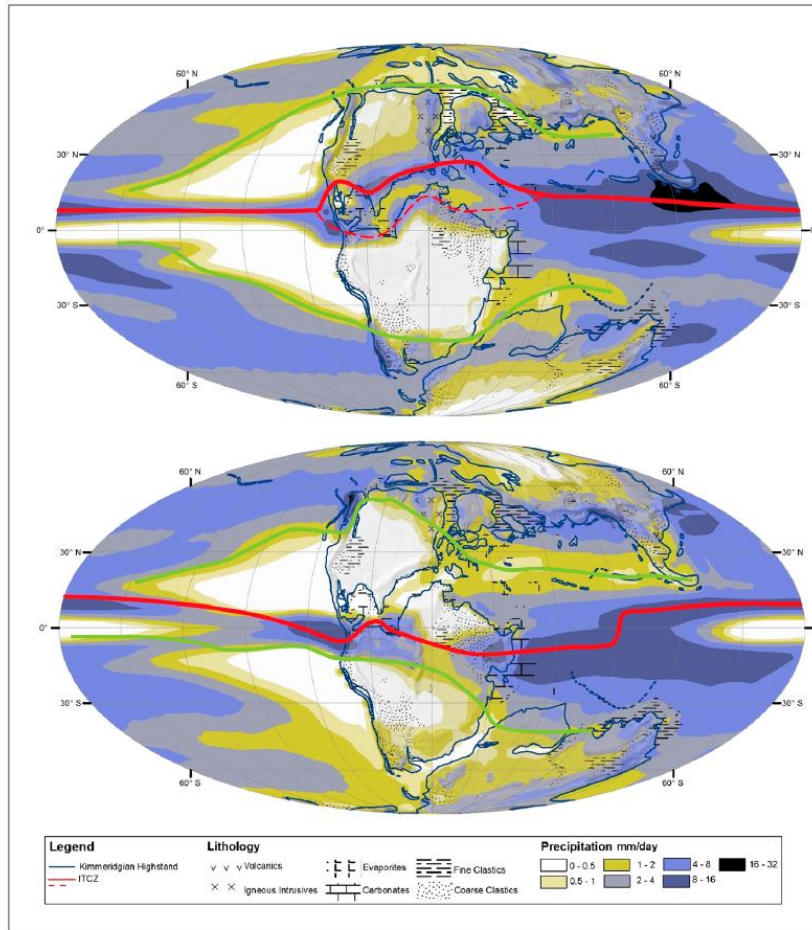 60° N
60° N
30° N
30° N
0°
0°
30° S
30° S
60° S
60° S
60° N
60° N
30° N
30° N
0°
0°
30° S
30° S
60° S
60° S
Legend
Lithology
Precipitation mm/day
Kimmeridgian Highstand
Volcanics
Evaporites
Fine Clastics
0 - 0.5
1 - 2
4 - 8
16 - 32
ITCZ
Igneous Intrusives
Carbonates
Coarse Clastics
0.5 - 1
2 - 4
8 - 16